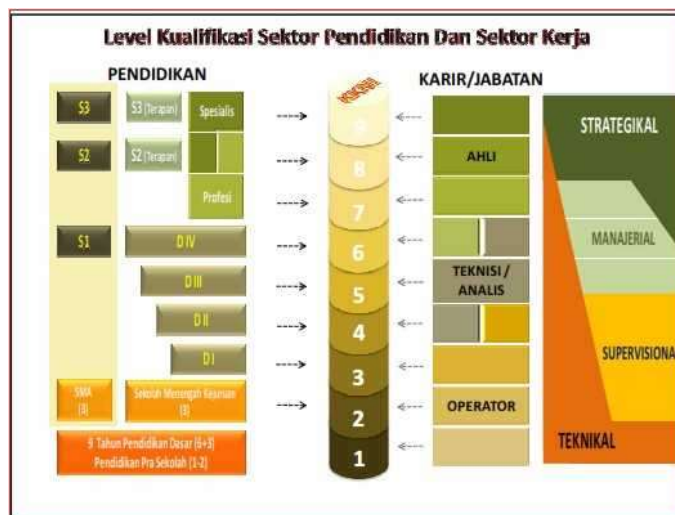 Level Kualifikasi Sektor Pendidikan Dan Sektor Kerja
PENDIDIKAN
KARIR/JABATAN
S3
S3 (Terapan)
Spesialis
S2
S2 (Terapan)
Profesi
S1
D IV
D III
D II
D I
SMA
(3)
Sekolah Menengah Kejuruan
(3)
9 Tahun Pendidikan Dasar (6+3)
Pendidikan Pra Sekolah (1-2)
KKNI
9
8
7
6
5
4
3
2
1
AHLI
TEKNISI /
ANALIS
OPERATOR
STRATEGIKAL
MANAJERIAL
SUPERVISIONA
TEKNIKAL